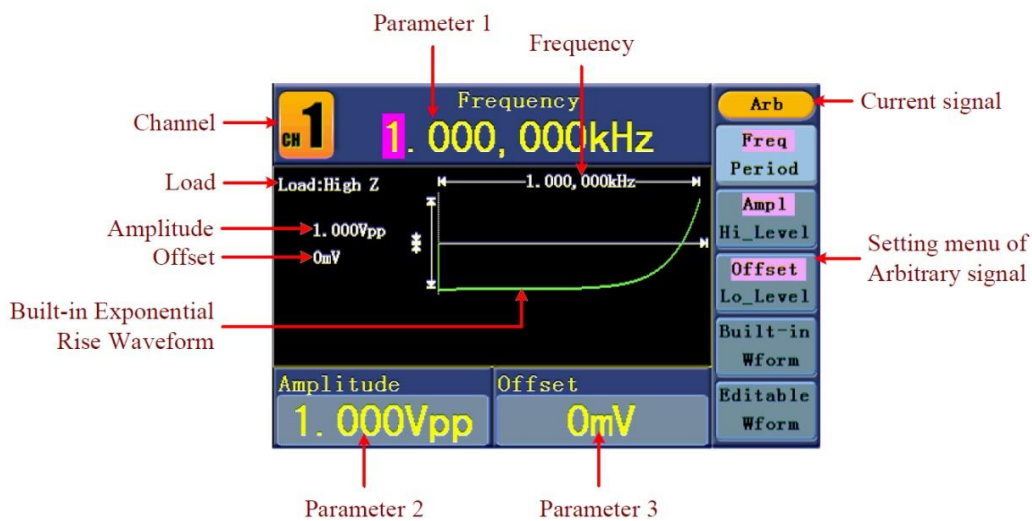 Parameter 1
Frequency
Channel
CH 1
Frequency
1.000,000kHz
Arb
Current signal
Load
Load:High Z
1.000,000kHz
Freq
Period
Amplitude
1.000Vpp
Ampl
Hi_Level
Offset
0mV
Offset
Lo_Level
Setting menu of
Arbitrary signal
Built-in Exponential
Rise Waveform
Built-in
Wform
Amplitude
1.000Vpp
Offset
0mV
Editable
Wform
Parameter 2
Parameter 3